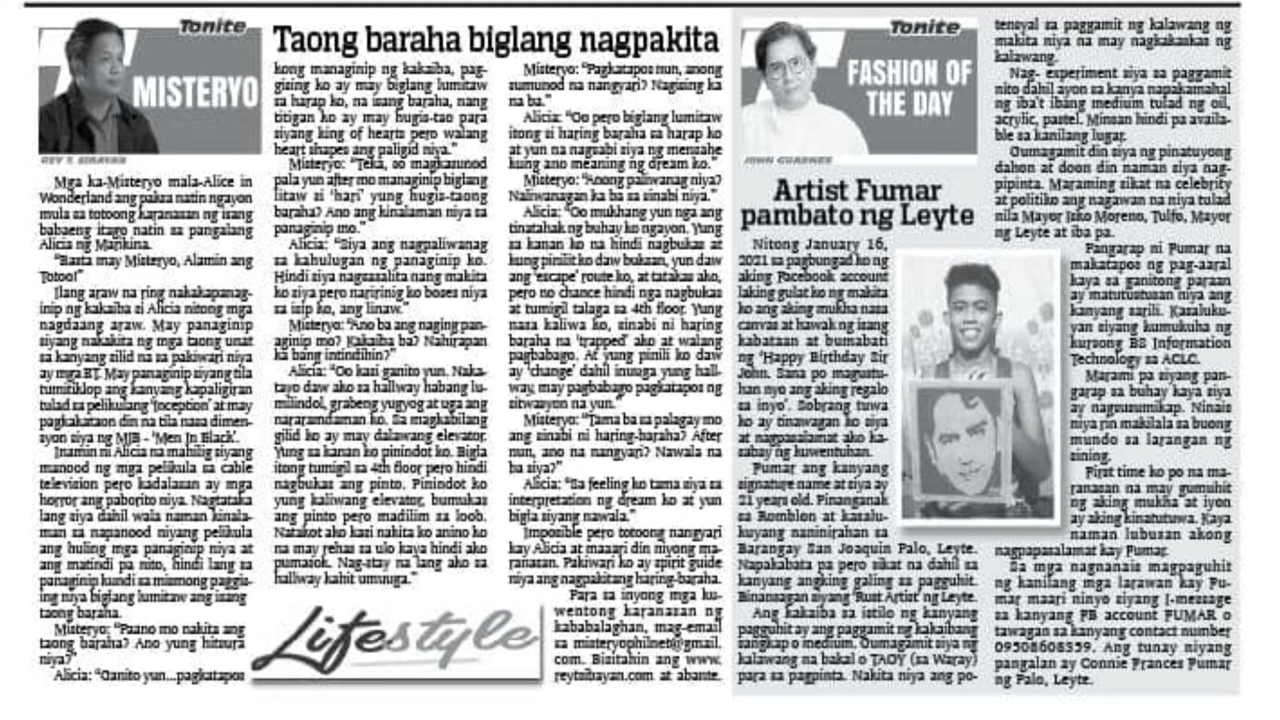 Tonite
MISTERYO
REY T. SIBAYAN
Taong baraha biglang nagpakita
Mga ka-Misteryo mala-Alice in
Wonderland ang paksa natin ngayon
mula sa totoong karanasan ng isang
babaeng itago natin sa pangalang
Alicia ng Marikina.
"Basta may Misteryo, Alamin ang
Totoo!"
Ilang araw na ring nakakapanag-
inip ng kakaiba si Alicia nitong mga
nagdaang araw. May panaginip
siyang nakakita ng mga taong unat
sa kanyang silid na sa pakiwari niya
ay mga BT. May panaginip siyang tila
tumitiklop ang kanyang kapaligiran
tulad sa pelikulang 'Inception' at may
pagkakataon din na tila nasa dimen-
syon siya ng MIB - 'Men In Black'.
Inamin ni Alicia na mahilig siyang
manood ng mga pelikula sa cable
television pero kadalasan ay mga
horror ang paborito niya. Nagtataka
lang siya dahil wala naman kinala-
man sa napanood niyang pelikula
ang huling mga panaginip niya at
ang matindi pa nito, hindi lang sa
panaginip kundi sa mismong paggis-
ing niya biglang lumitaw ang isang
taong baraha.
Misteryo: "Paano mo nakita ang
taong baraha? Ano yung hitsura
niya?"
Alicia: "Ganito yun...pagkatapos
kong managinip ng kakaiba, pag-
gising ko ay may biglang lumitaw
sa harap ko, na isang baraha, nang
titigan ko ay may hugis-tao para
siyang king of hearts pero walang
heart shapes ang paligid niya."
Misteryo: "Teka, so magkasunod
pala yun after mo managinip biglang
litaw si 'hari' yung hugis-taong
baraha? Ano ang kinalaman niya sa
panaginip mo?"
Alicia: "Siya ang nagpaliwanag
sa kahulugan ng panaginip ko.
Hindi siya nagsasalita nang makita
ko siya pero naririnig ko boses niya
sa isip ko, ang linaw."
Misteryo: "Ano ba ang naging pan-
aginip mo? Kakaiba ba? Nahirapan
ka bang intindihin?"
Alicia: "Oo kasi ganito yun. Naka-
tayo daw ako sa hallway habang lu-
milindol, grabeng yugyog at uga ang
nararamdaman ko. Sa magkabilang
gilid ko ay may dalawang elevator.
Yung sa kanan ko pinindot ko. Bigla
itong tumigil sa 4th floor pero hindi
nagbukas ang pinto. Pinindot ko
yung kaliwang elevator, bumukas
ang pinto pero madilim sa loob.
Natakot ako kasi nakita ko anino ko
na may rehas sa ulo kaya hindi ako
pumasok. Nag-stay na lang ako sa
hallway kahit umuuga."
Misteryo: "Pagkatapos nun, anong
sumunod na nangyari? Nagising ka
na ba."
Alicia: "Oo pero biglang lumitaw
itong si haring baraha sa harap ko
at yun na nagsabi siya ng mensahe
kung ano meaning ng dream ko."
Misteryo: "Anong paliwanag niya?
Naliwanagan ka ba sa sinabi niya."
Alicia: "Oo mukhang yun nga ang
tinatahak ng buhay ko ngayon. Yung
sa kanan ko na hindi nagbukas at
kung pinilit ko daw buksan, yun daw
ang 'escape' route ko, at tatakas ako,
pero no chance hindi nga nagbukas
at tumigil talaga sa 4th floor. Yung
nasa kaliwa ko, sinabi ni haring
baraha na 'trapped' ako at walang
pagbabago. At yung pinili ko daw
ay 'change' dahil inuuga yung hall-
way, may pagbabago pagkatapos ng
sitwasyon na yun."
Misteryo: "Tama ba sa palagay mo
ang sinabi ni haring-baraha? After
nun, ano na nangyari? Nawala na
ba siya?"
Alicia: "Sa feeling ko tama siya sa
interpretation ng dream ko at yun
bigla siyang nawala."
Imposible pero totoong nangyari
kay Alicia at maaari din niyong ma-
ranasan. Pakiwari ko ay spirit guide
niya ang nagpakitang haring-baraha.
Para sa inyong mga ku-
wentong karanasan ng
kababalaghan, mag-email
sa misteryophilnet@gmail.
com. Bisitahin ang www.
reytsibayan.com at abante.
Lifestyle
Tonite
FASHION OF
THE DAY
JOHN GUARNES
Artist Fumar
pambato ng Leyte
Nitong January 16,
2021 sa pagbungad ko ng
aking Facebook account
laking gulat ko ng makita
ko ang aking mukha nasa
canvas at hawak ng isang
kabataan at bumabati
ng 'Happy Birthday Sir
John. Sana po magustu-
han nyo ang aking regalo
sa inyo'. Sobrang tuwa
ko ay tinawagan ko siya
at nagpasalamat ako ka-
sabay ng kuwentuhan.
Fumar ang kanyang
signature name at siya ay
21 years old. Pinanganak
sa Romblon at kasalu-
kuyang naninirahan sa
Barangay San Joaquin Palo, Leyte.
Napakabata pa pero sikat na dahil sa
kanyang angking galing sa pagguhit.
Binansagan siyang 'Rust Artist' ng Leyte.
Ang kakaiba sa istilo ng kanyang
pagguhit ay ang paggamit ng kakaibang
sangkap o medium. Gumagamit siya ng
kalawang na bakal o TAOY (sa Waray)
para sa pagpinta. Nakita niya ang po-
tensyal sa paggamit ng kalawang ng
makita niya na may nagkakaskas ng
kalawang.
Nag- experiment siya sa paggamit
nito dahil ayon sa kanya napakamahal
ng iba't ibang medium tulad ng oil,
acrylic, pastel. Minsan hindi pa availa-
ble sa kanilang lugar.
Gumagamit din siya ng pinatuyong
dahon at doon din naman siya nag-
pipinta. Maraming sikat na celebrity
at politiko ang nagawan na niya tulad
nila Mayor Isko Moreno, Tulfo, Mayor
ng Leyte at iba pa.
Pangarap ni Fumar na
makatapos ng pag-aaral
kaya sa ganitong paraan
ay matutustusan niya ang
kanyang sarili. Kasaluku-
yan siyang kumukuha ng
kursong BS Information
Technology sa ACLC.
Marami pa siyang pan-
garap sa buhay kaya siya
ay nagsusumikap. Ninais
niya rin makilala sa buong
mundo sa larangan ng
sining.
First time ko po na ma-
ranasan na may gumuhit
ng aking mukha at iyon
ay aking kinatutuwa. Kaya
naman lubusan akong
nagpapasalamat kay Fumar.
Sa mga nagnanais magpaguhit
ng kanilang mga larawan kay Fu-
mar maari ninyo siyang I-message
sa kanyang FB account FUMAR o
tawagan sa kanyang contact number
09508608359. Ang tunay niyang
pangalan ay Connie Frances Fumar
ng Palo, Leyte.